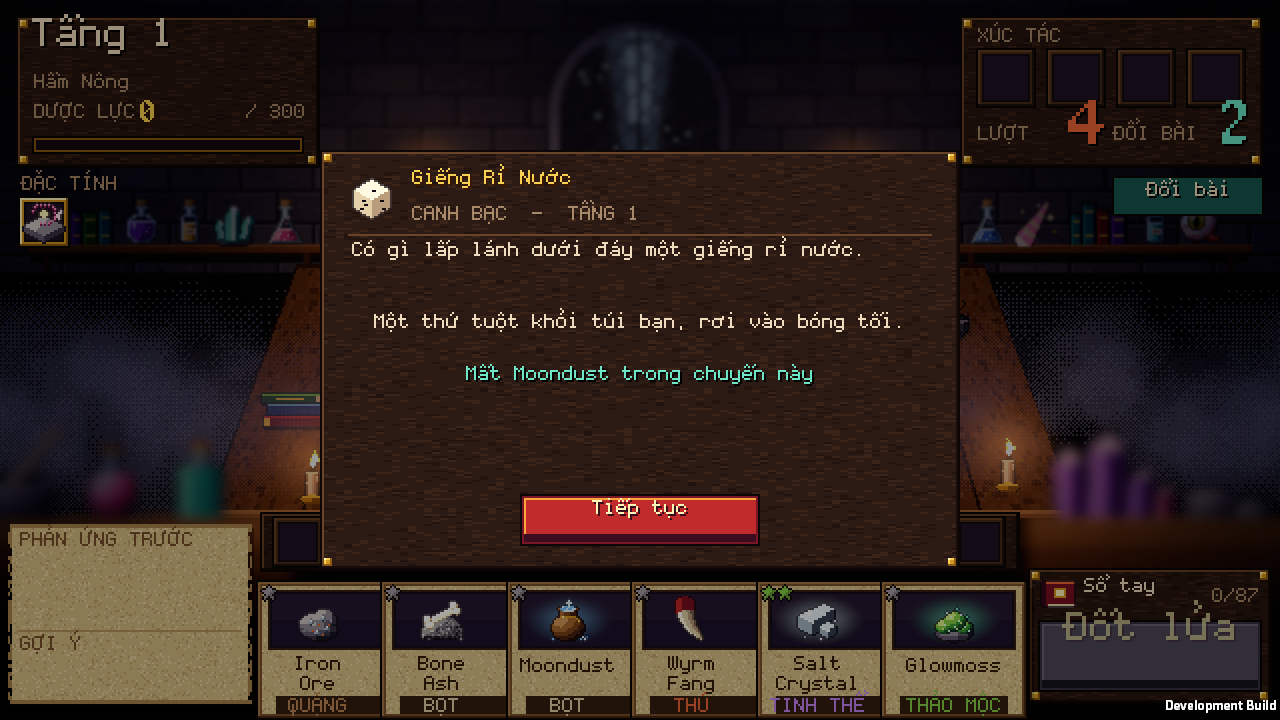 Tầng 1
Hầm Nông
DƯỢC LỰC 0 / 300
ĐẶC TÍNH
XÚC TÁC
LƯỢT 4 ĐỔI BÀI 2
Đổi bài
Giếng Rỉ Nước
CANH BẠC - TẦNG 1
Có gì lấp lánh dưới đáy một giếng rỉ nước.
Một thứ tuột khỏi túi bạn, rơi vào bóng tối.
Mất Moondust trong chuyến này
Tiếp tục
PHẢN ỨNG TRƯỚC
GỢI Ý
Iron
Ore
QUẶNG
Bone
Ash
BỘT
Moondust
BỘT
Wyrm
Fang
THÚ
Salt
Crystal
TINH THỂ
Glowmoss
THẢO MỘC
Sổ tay
0/87
Đốt lửa
Development Build